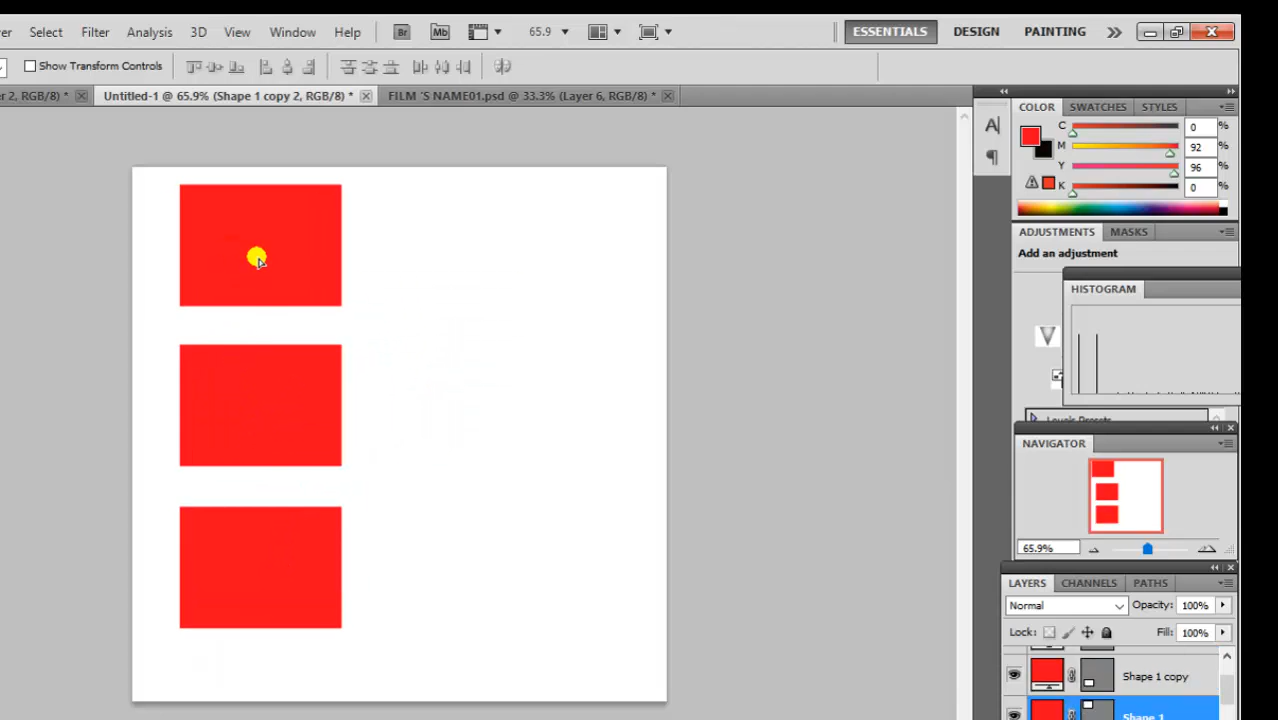 er Select Filter Analysis 3D View Window Help Br Mb 65.9 ESSENTIALS DESIGN PAINTING
Show Transform Controls
er 2, RGB/8) * Untitled-1 @ 65.9% (Shape 1 copy 2, RGB/8) * FILM 'S NAME01.psd @ 33.3% (Layer 6, RGB/8) *
COLOR SWATCHES STYLES
C 0 %
M 92 %
Y 96 %
K 0 %
ADJUSTMENTS MASKS
Add an adjustment
HISTOGRAM
Levels Presets
NAVIGATOR
65.9%
LAYERS CHANNELS PATHS
Normal Opacity: 100%
Lock: Fill: 100%
Shape 1 copy
Shape 1